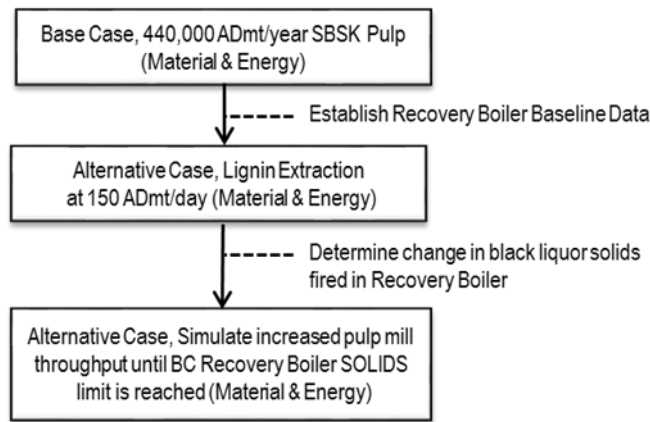 Base Case, 440,000 ADmt/year SBSK Pulp
(Material & Energy)
Establish Recovery Boiler Baseline Data
Alternative Case, Lignin Extraction
at 150 ADmt/day (Material & Energy)
Determine change in black liquor solids
fired in Recovery Boiler
Alternative Case, Simulate increased pulp mill
throughput until BC Recovery Boiler SOLIDS
limit is reached (Material & Energy)